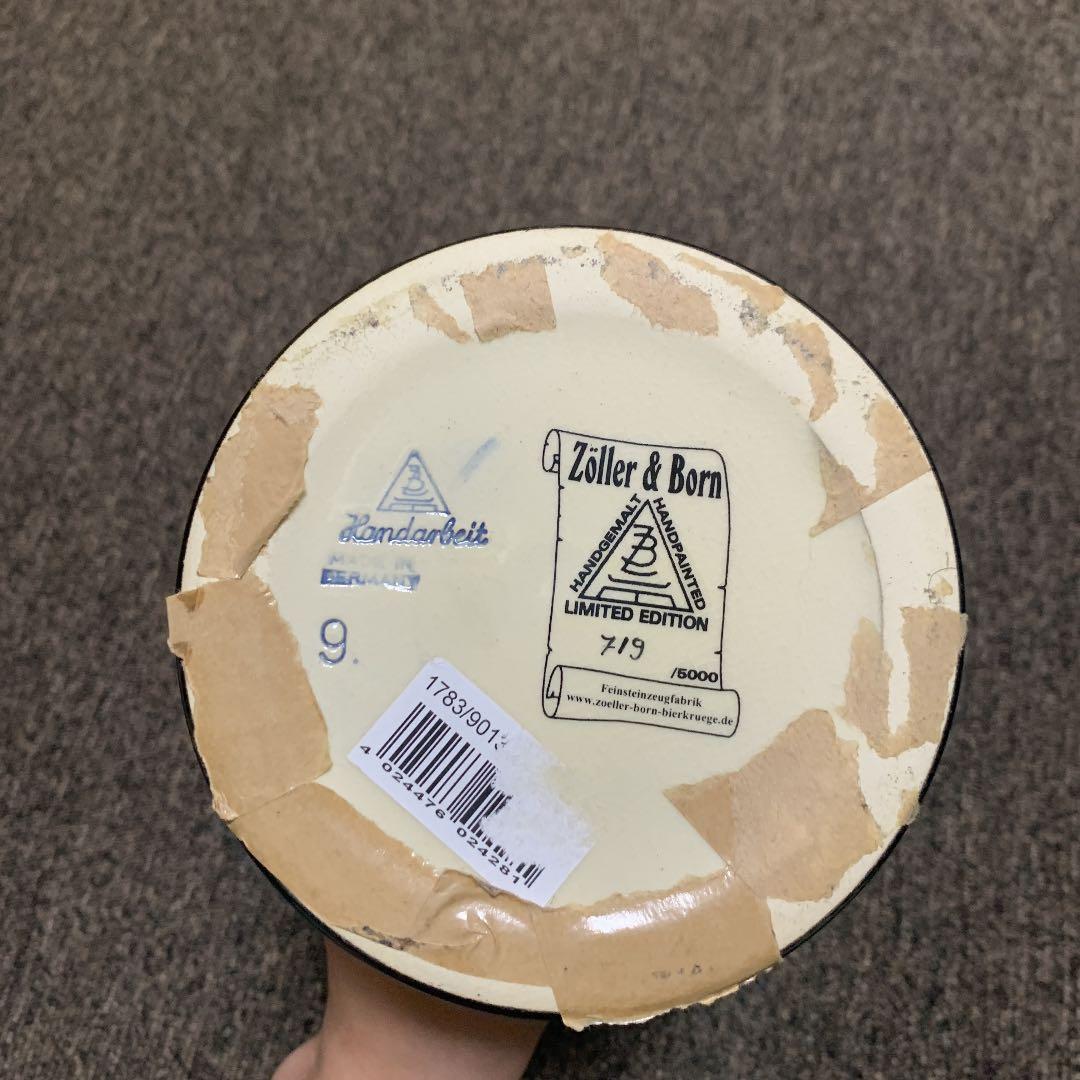 Handarbeit
MADE IN
GERMANY
9.
Zöller & Born
HANDGEMALT
HANDPAINTED
ZB
LIMITED EDITION
719
/5000
Feinsteinzeugfabrik
www.zoeller-born-bierkruege.de
1783/901
4 024476 024281